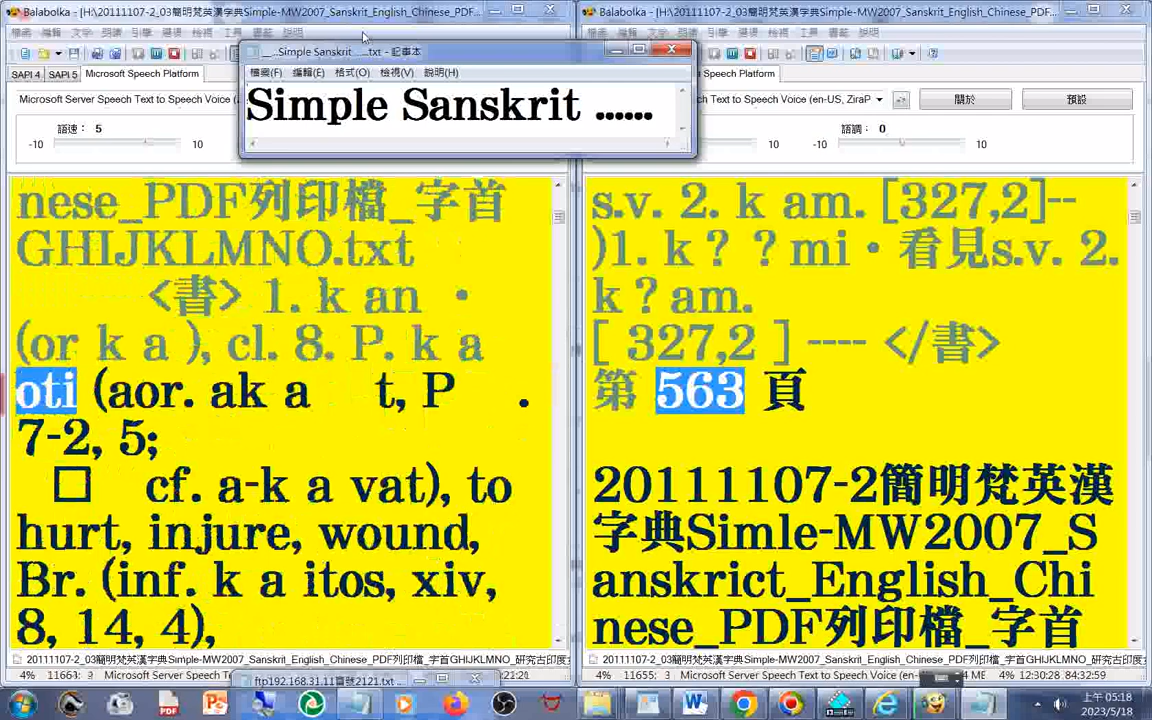 Balabolka - [H:\20111107-2_03簡明梵英漢字典Simple-MW2007_Sanskrit_English_Chinese_PDF...
Balabolka - [H:\20111107-2_03簡明梵英漢字典Simple-MW2007_Sanskrit_English_Chinese_PDF...
__...Simple Sanskrit ......txt - 記事本
檔案(F) 編輯(E) 格式(O) 檢視(V) 說明(H)
Simple Sanskrit ......
SAPI 4 SAPI 5 Microsoft Speech Platform
Speech Platform
Microsoft Server Speech Text to Speech Voice (
ch Text to Speech Voice (en-US, ZiraP
關於
預設
語速： 5
-10 10
語調： 0
10 -10 10
nese_PDF列印檔_字首
GHIJKLMNO.txt
<書> 1. k an •
(or k a ), cl. 8. P. k a
oti (aor. ak a t, P .
7-2, 5;
□ cf. a-k a vat), to
hurt, injure, wound,
Br. (inf. k a itos, xiv,
8, 14, 4),
s.v. 2. k am. [327,2]--
)1. k ? ? mi • 看見s.v. 2.
k ?am.
[ 327,2 ] ---- </書>
第 563 頁
20111107-2簡明梵英漢
字典Simle-MW2007_S
anskrict_English_Chi
nese_PDF列印檔_字首
20111107-2_03簡明梵英漢字典Simple-MW2007_Sanskrit_English_Chinese_PDF列印檔_字首GHIJKLMNO_研究古印度
20111107-2_03簡明梵英漢字典Simple-MW2007_Sanskrit_English_Chinese_PDF列印檔_字首GHIJKLMNO_研究古印度
4% 11635: Microsoft Server Speech Text to Speech Voice (en-
4% 11655: Microsoft Server Speech Text to Speech Voice (en- 4 ME 12:30:28 84:32:59
上午 05:18
2023/5/18